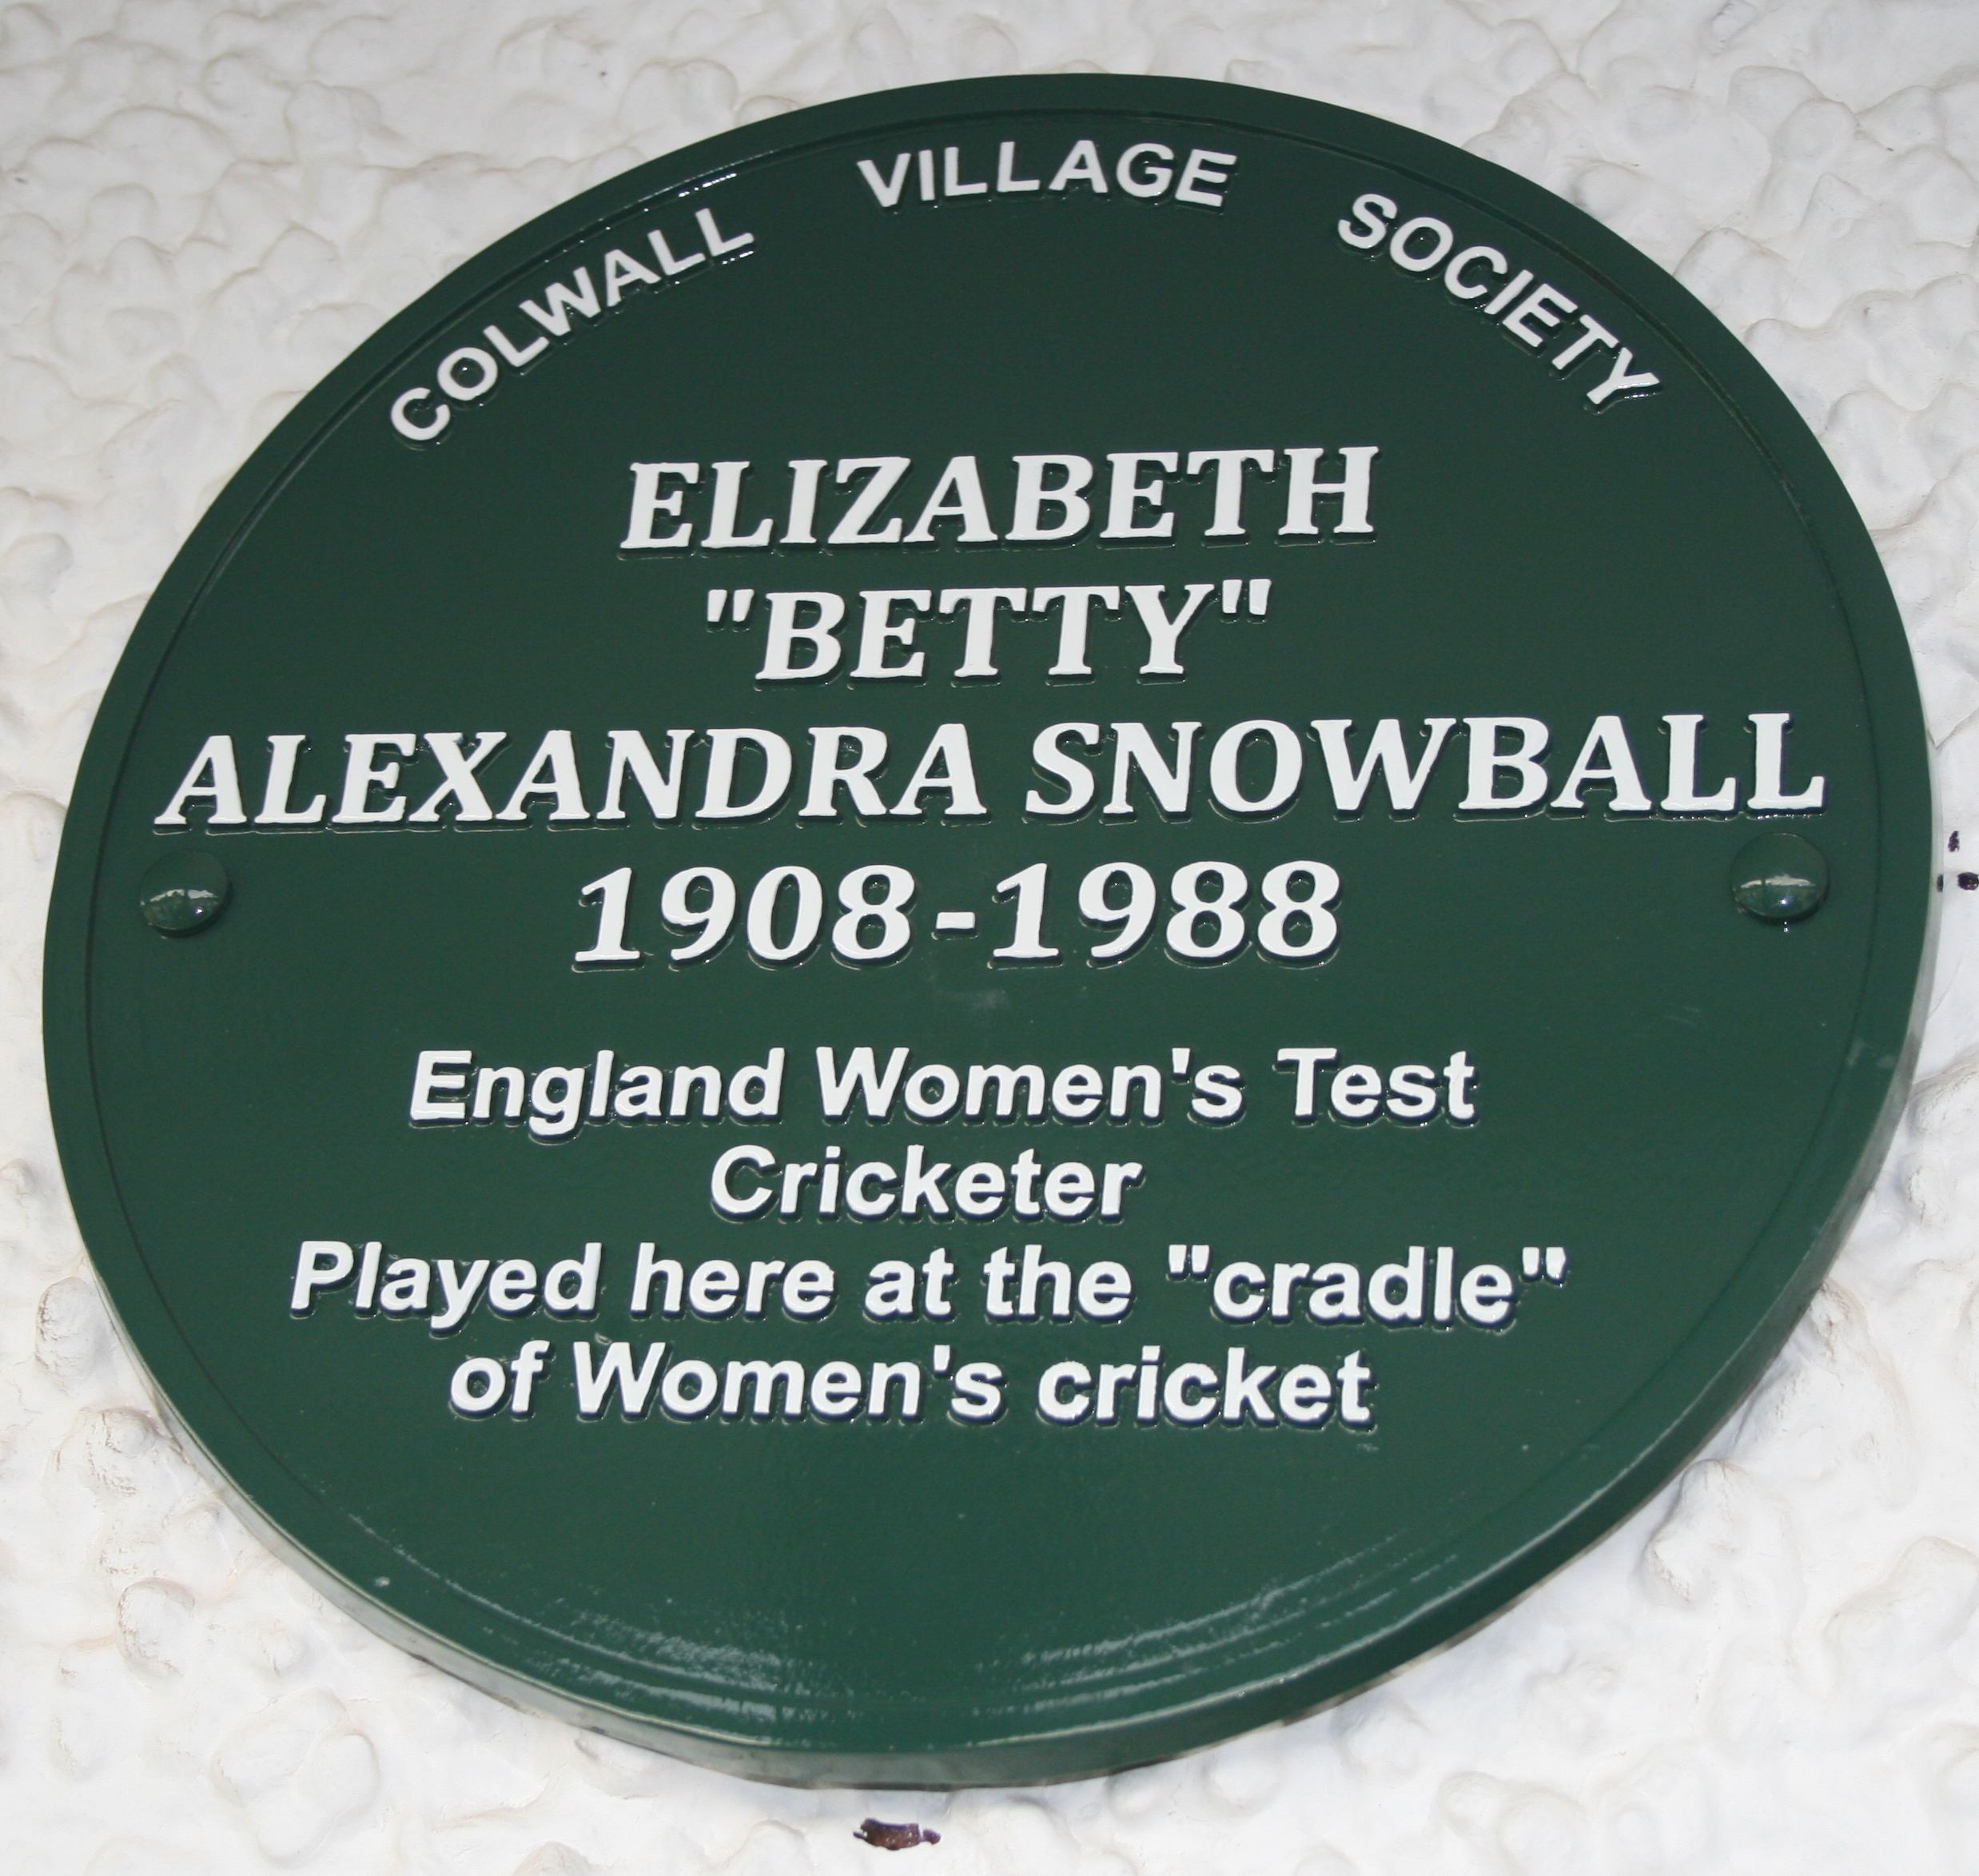 COLWALL VILLAGE SOCIETY
ELIZABETH
"BETTY"
ALEXANDRA SNOWBALL
1908-1988
England Women's Test
Cricketer
Played here at the "cradle"
of Women's cricket